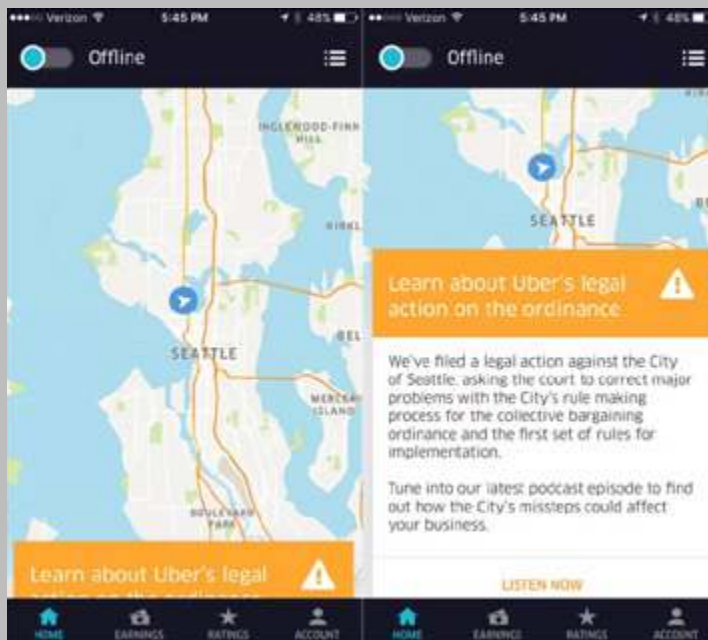 Verizon 5:45 PM 48%
Offline
INGLEWOOD-FINN
HILL
KIRKL
SEATTLE
BEL
MERCER
ISLAND
BOULEVARD
PARK
Learn about Uber's legal
action on the ordinance
HOME EARNINGS RATINGS ACCOUNT
Verizon 5:45 PM 48%
Offline
SEATTLE
Learn about Uber's legal
action on the ordinance
We've filed a legal action against the City
of Seattle, asking the court to correct major
problems with the City's rule making
process for the collective bargaining
ordinance and the first set of rules for
implementation.
Tune into our latest podcast episode to find
out how the City's missteps could affect
your business.
LISTEN NOW
HOME EARNINGS RATINGS ACCOUNT